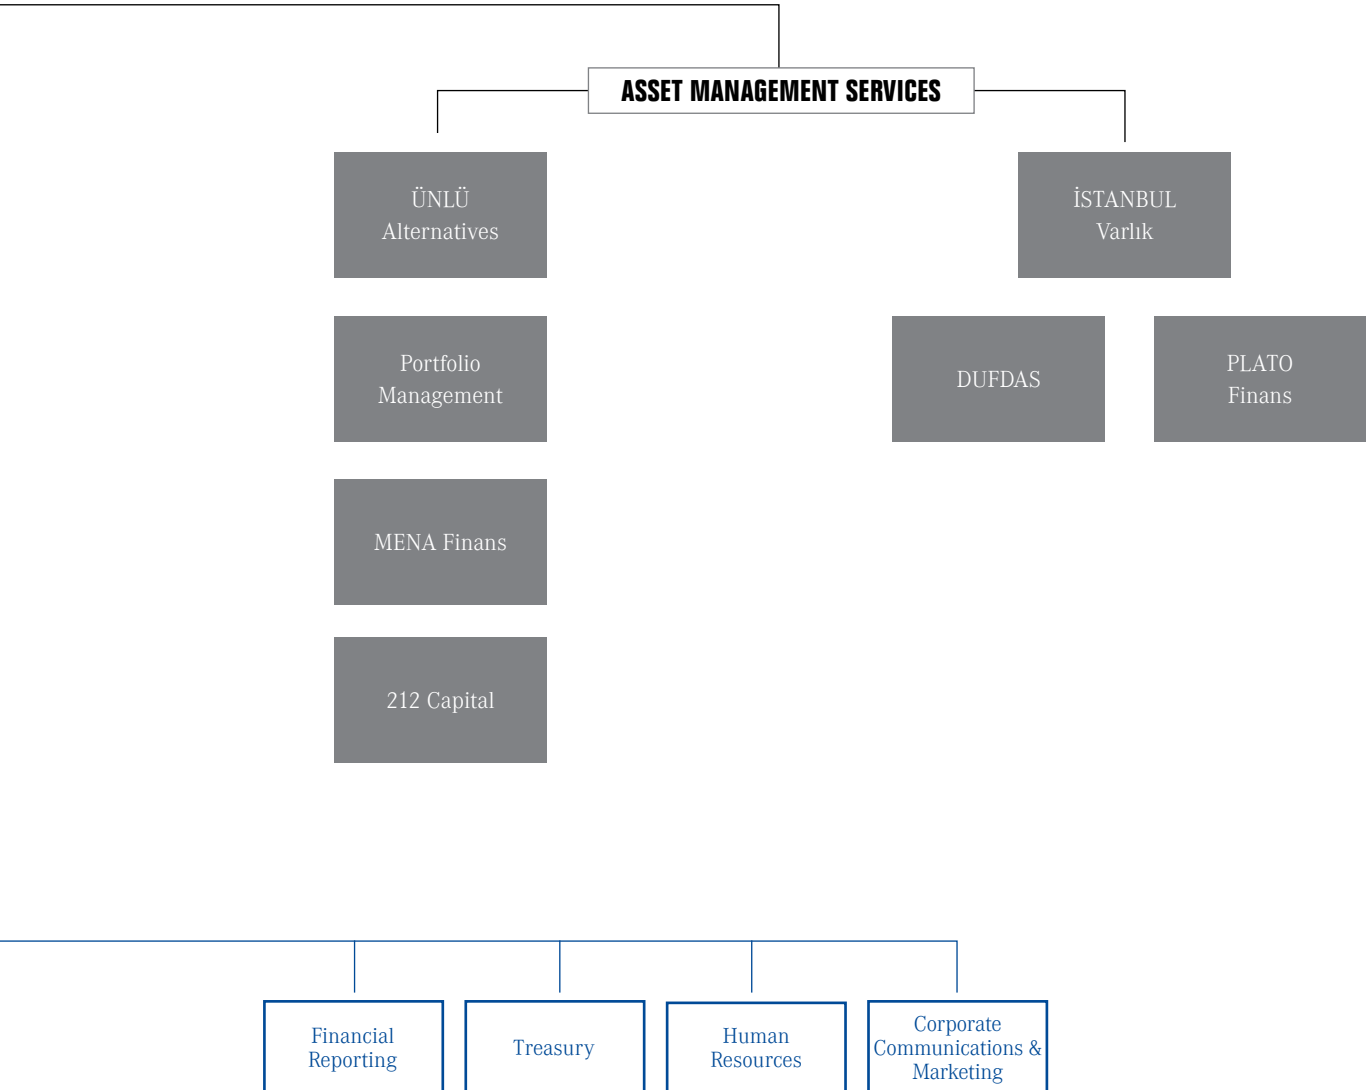 ASSET MANAGEMENT SERVICES
ÜNLÜ
Alternatives
İSTANBUL
Varlık
Portfolio
Management
DUFDAS
PLATO
Finans
MENA Finans
212 Capital
Financial
Reporting
Treasury
Human
Resources
Corporate
Communications &
Marketing